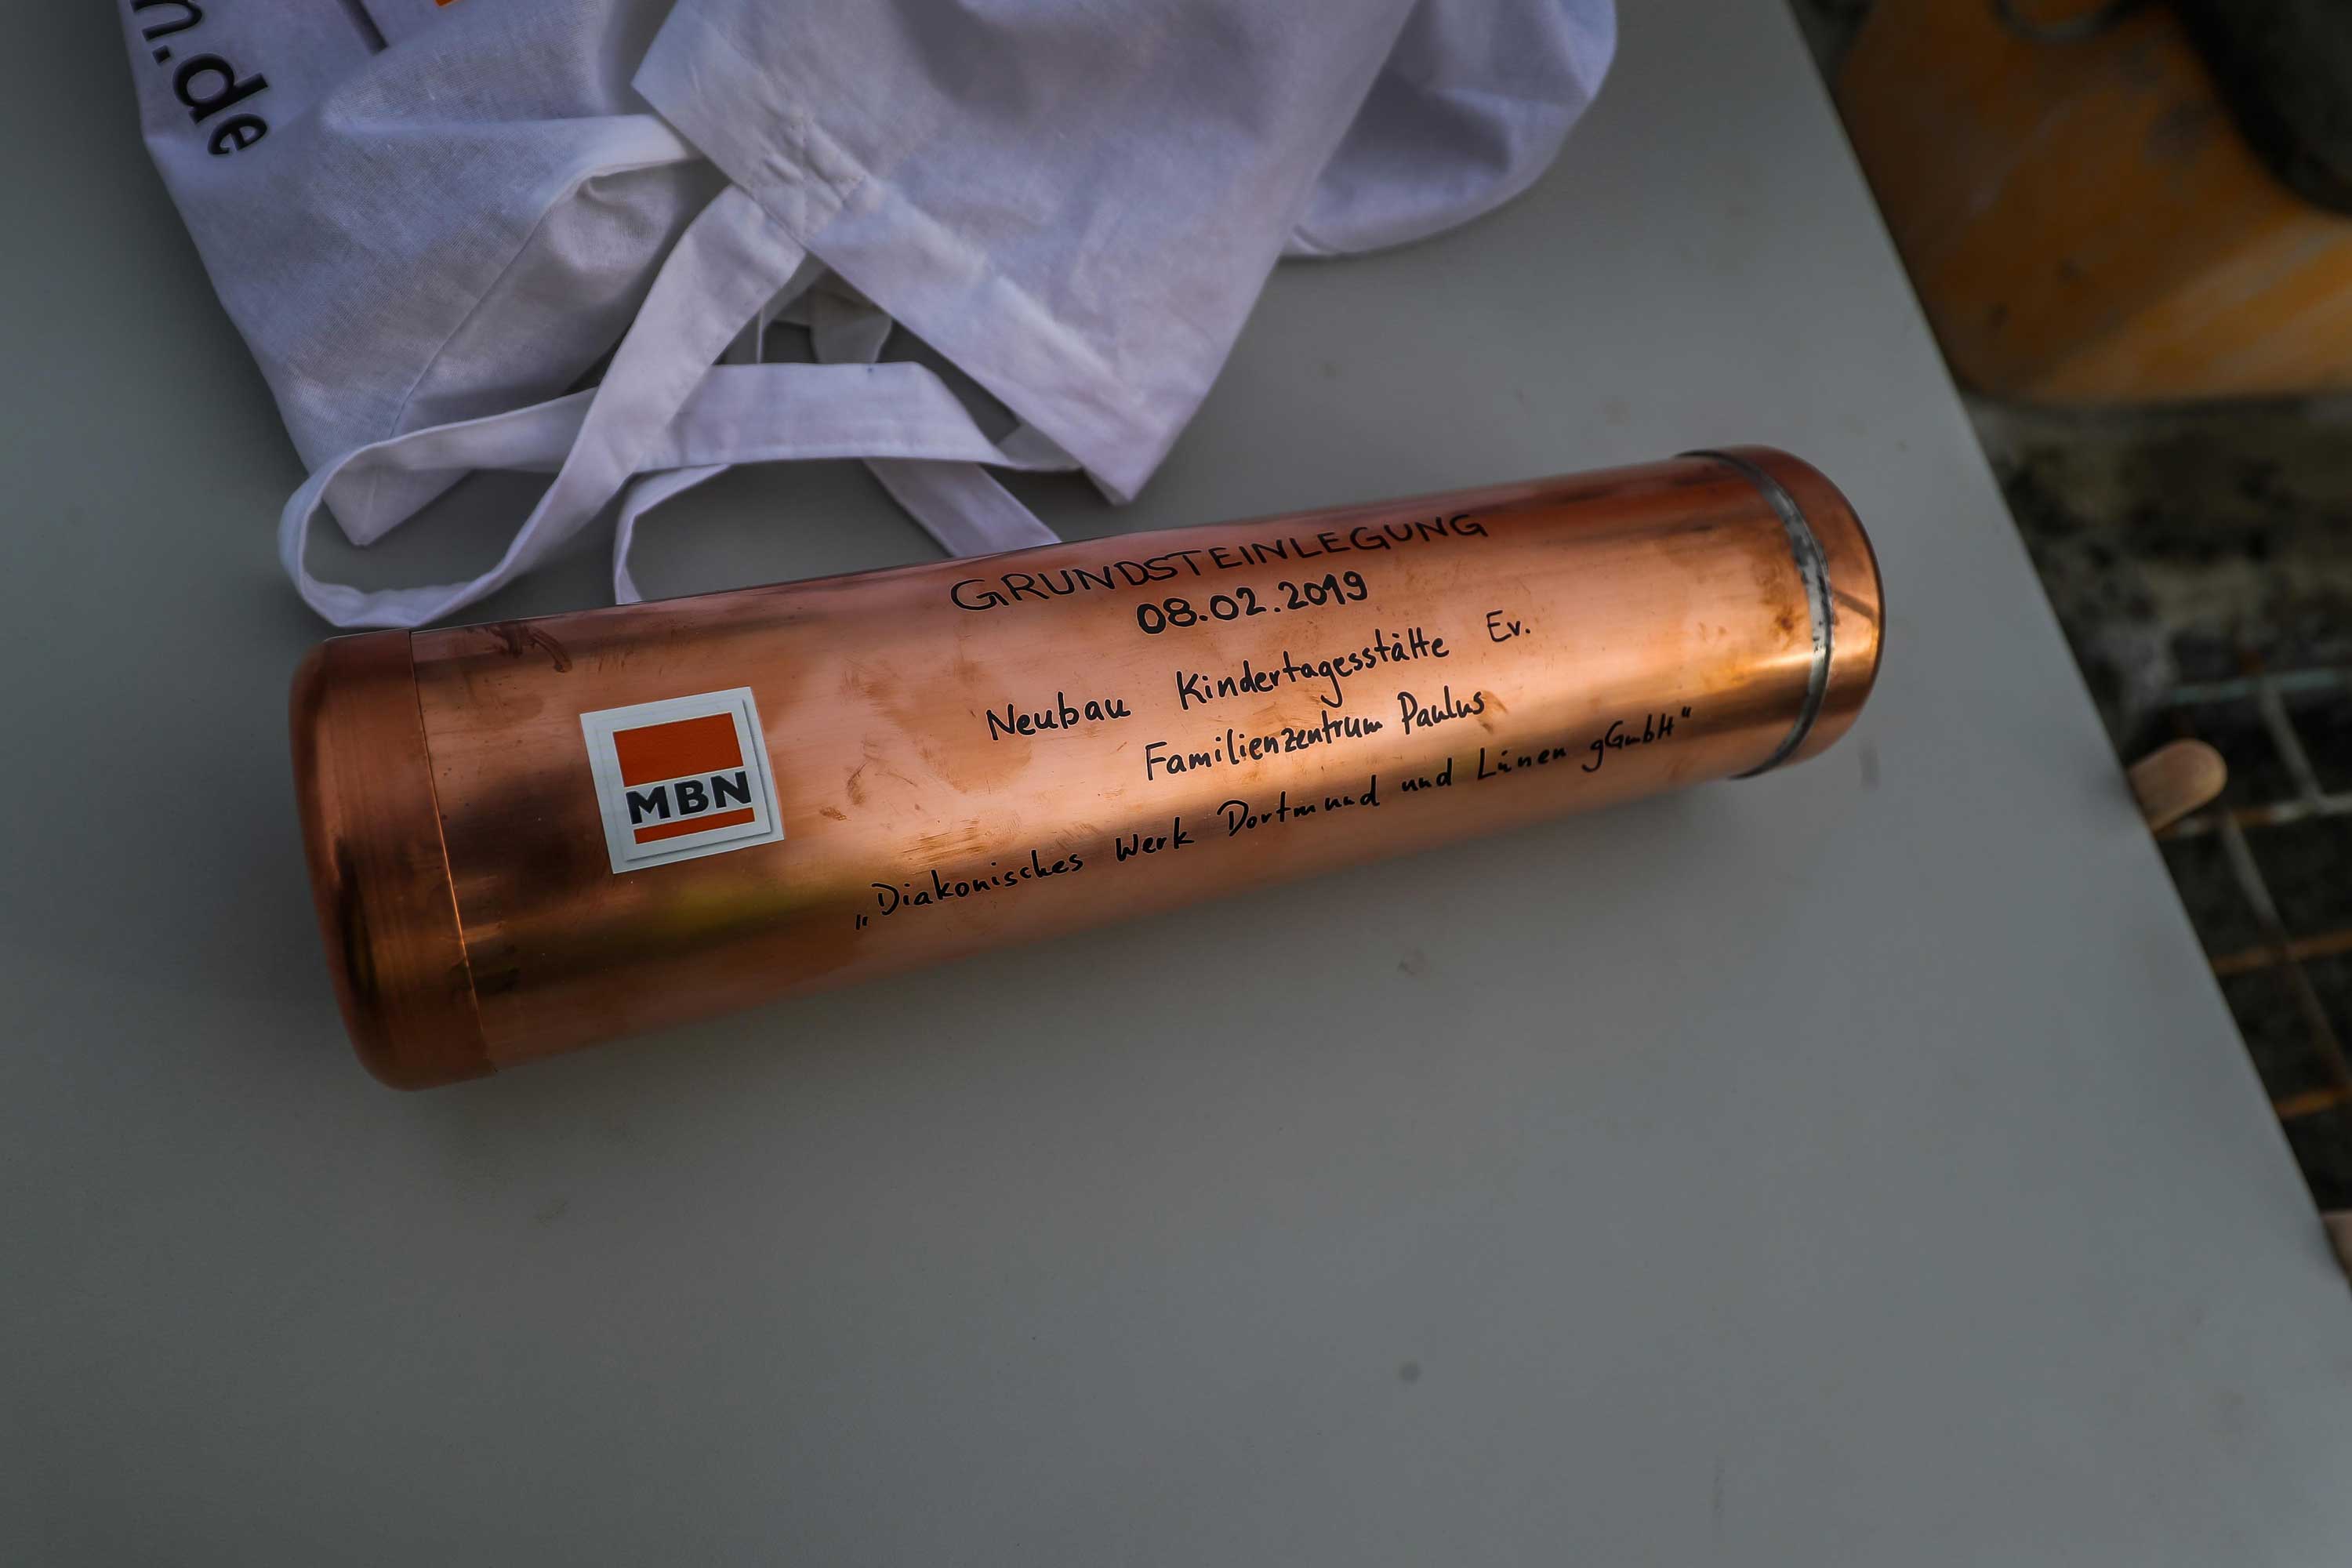 n.de
GRUNDSTEINLEGUNG
08.02.2019
Neubau Kindertagesstätte Ev.
Familienzentrum Paulus
„Diakonisches Werk Dortmund und Lünen gGmbH"
MBN